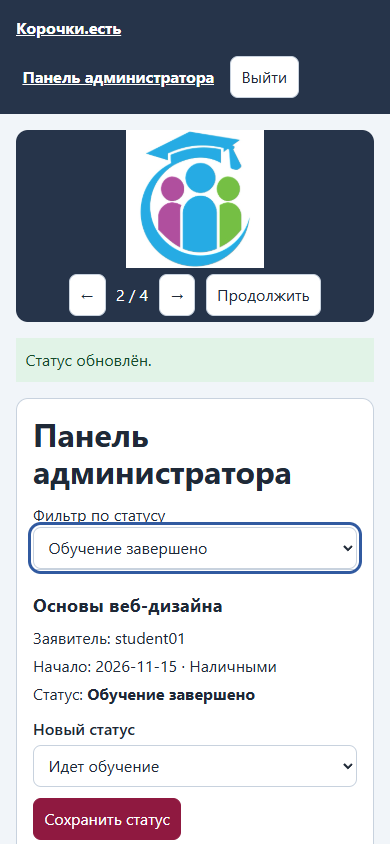 Корочки.есть
Панель администратора Выйти
← 2 / 4 → Продолжить
Статус обновлён.
Панель
администратора
Фильтр по статусу
Обучение завершено
Основы веб-дизайна
Заявитель: student01
Начало: 2026-11-15 · Наличными
Статус: Обучение завершено
Новый статус
Идет обучение
Сохранить статус